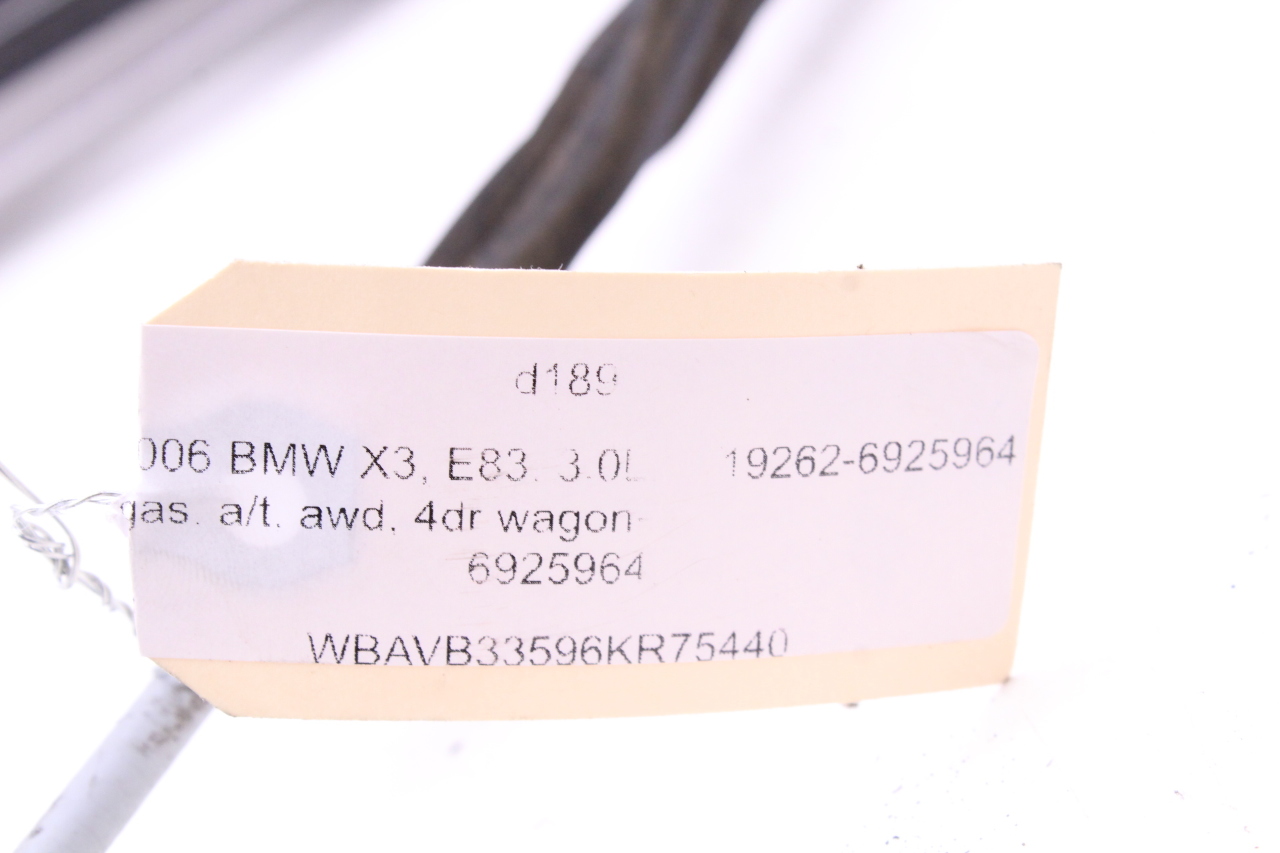 d189
006 BMW X3, E83. 3.0L 19262-6925964
gas. a/t. awd, 4dr wagon-
6925964
WBAVB33596KR75440